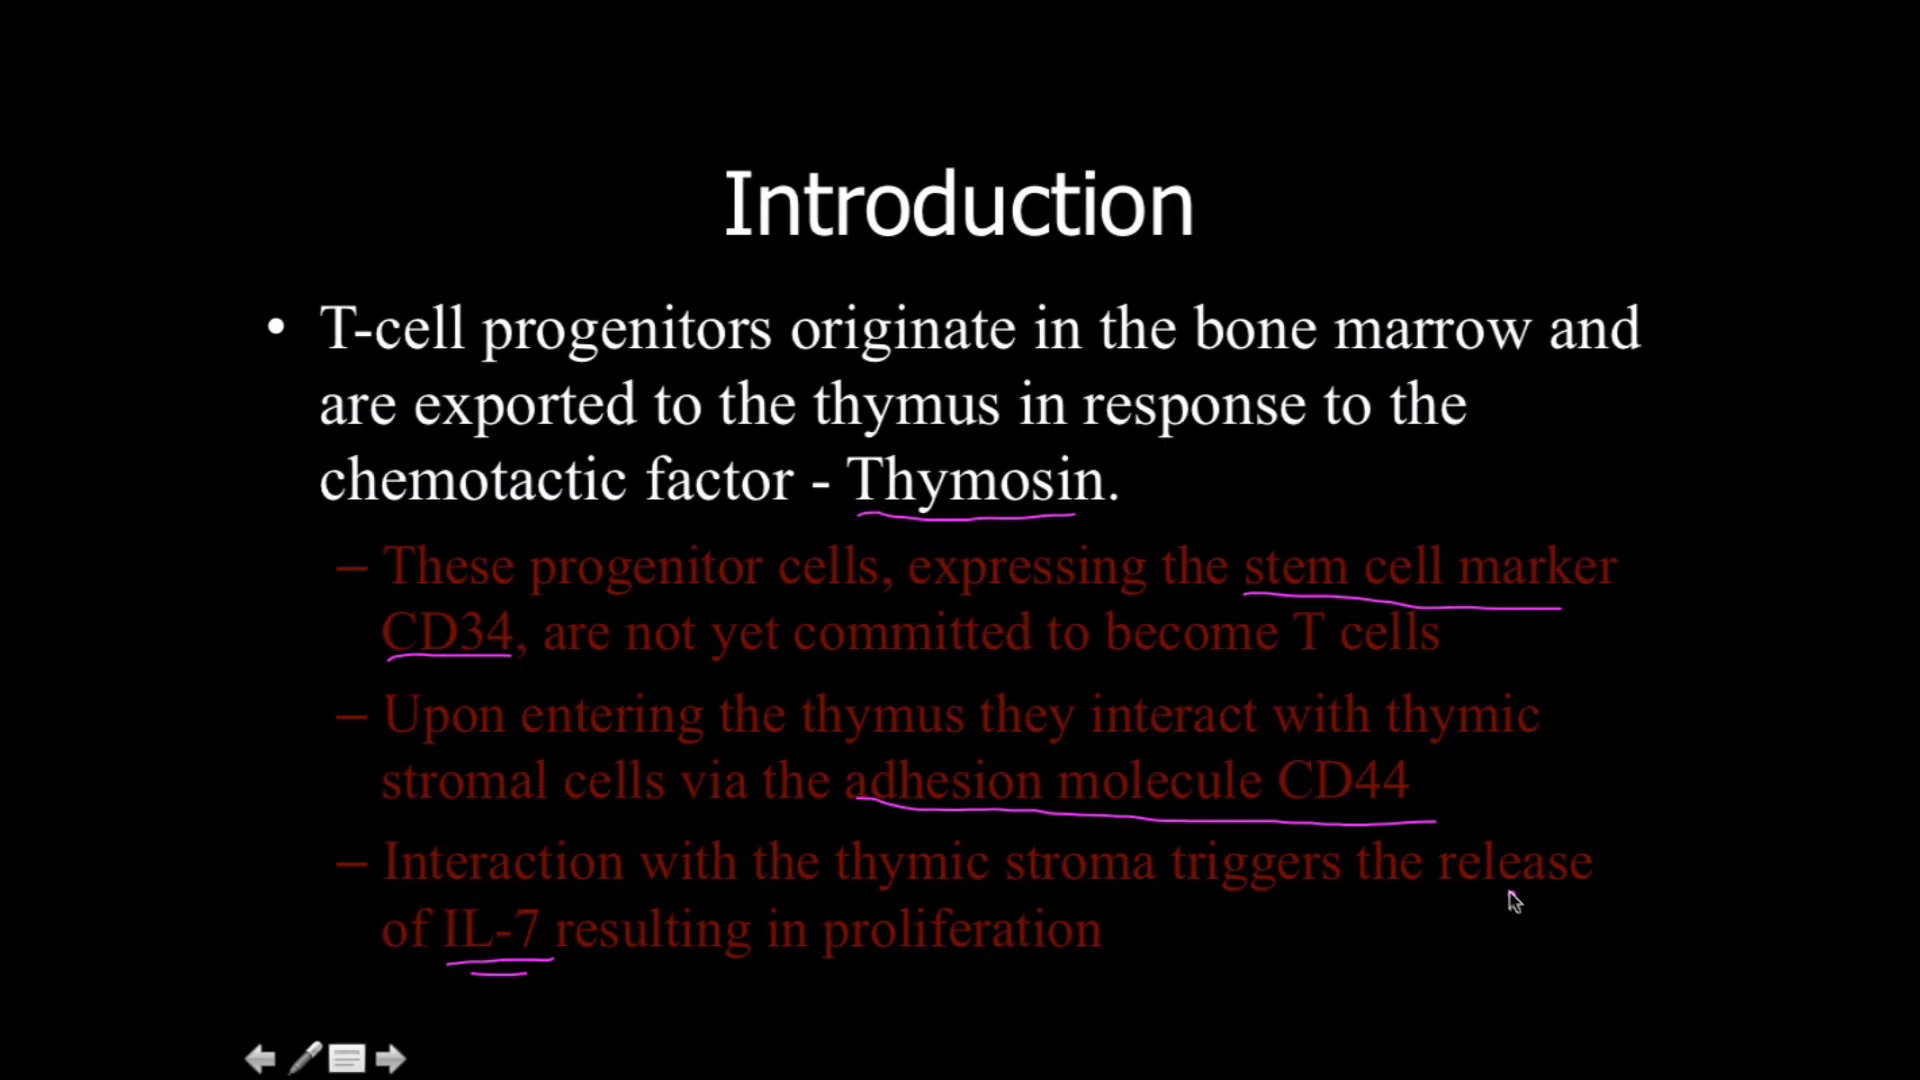 Introduction
• T-cell progenitors originate in the bone marrow and
are exported to the thymus in response to the
chemotactic factor - Thymosin.
– These progenitor cells, expressing the stem cell marker
CD34, are not yet committed to become T cells
– Upon entering the thymus they interact with thymic
stromal cells via the adhesion molecule CD44
– Interaction with the thymic stroma triggers the release
of IL-7 resulting in proliferation